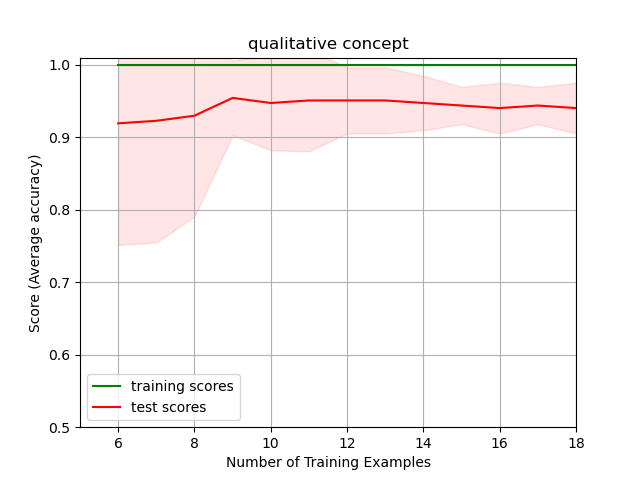 qualitative concept
Score (Average accuracy)
1.0
0.9
0.8
0.7
0.6
0.5
training scores
test scores
6 8 10 12 14 16 18
Number of Training Examples